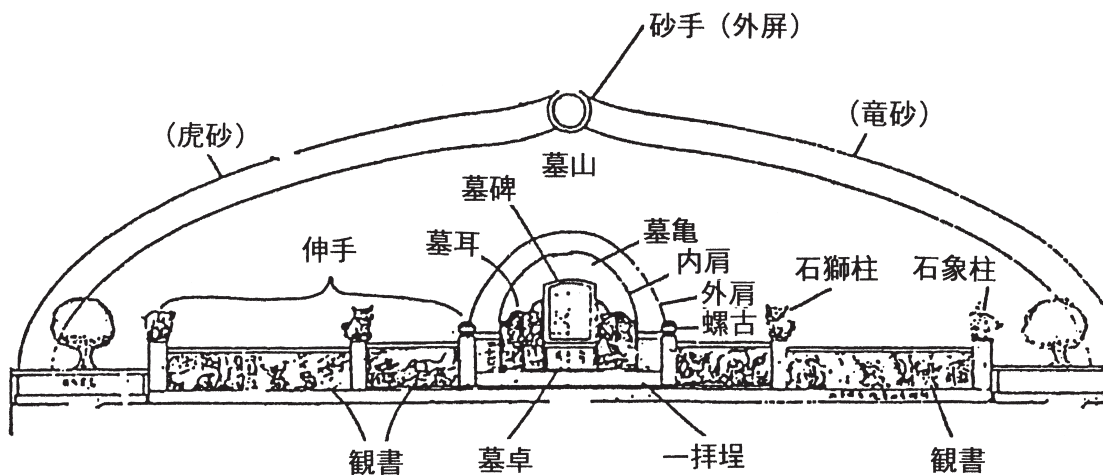 砂手（外屏）
（虎砂）
（竜砂）
墓山
墓碑
墓耳
墓亀
伸手
内肩
外肩
螺古
石獅柱
石象柱
観書
墓卓
一拝埕
観書